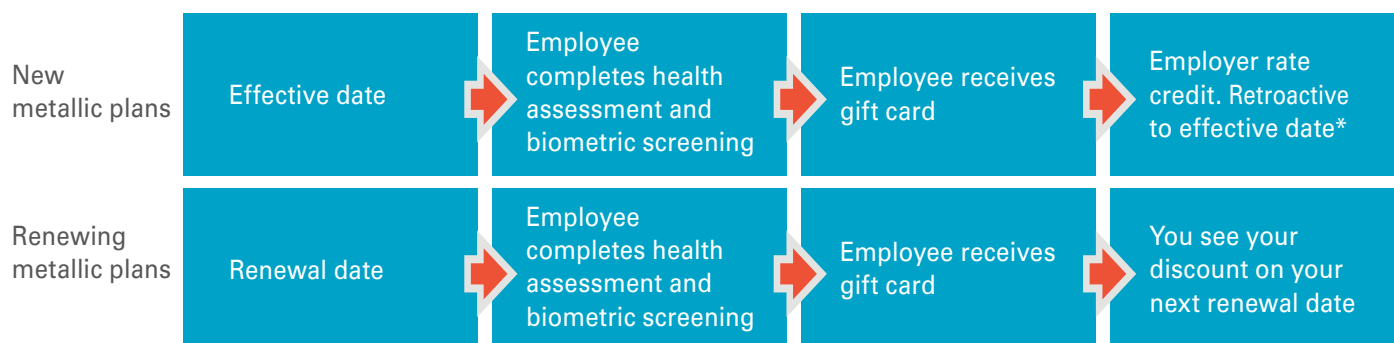 New
metallic plans
Effective date
Employee
completes health
assessment and
biometric screening
Employee receives
gift card
Employer rate
credit. Retroactive
to effective date*
Renewing
metallic plans
Renewal date
Employee
completes health
assessment and
biometric screening
Employee receives
gift card
You see your
discount on your
next renewal date